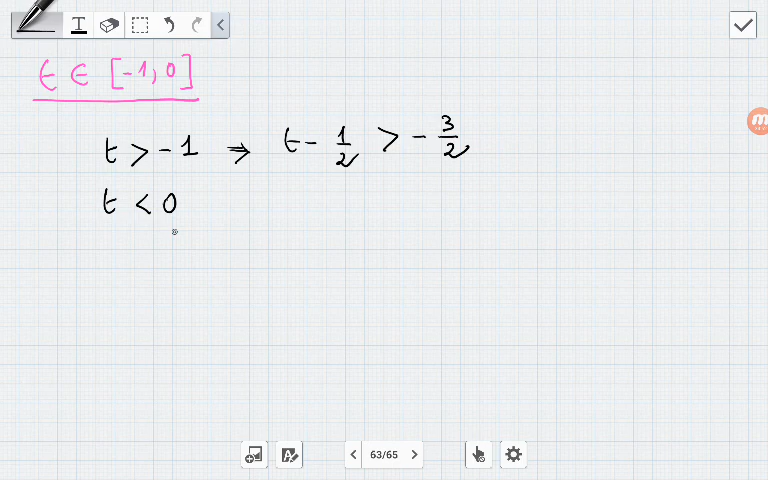 T
t ∈ [-1, 0]
t > -1 ⇒ t - 1/2 > - 3/2
t < 0
63/65